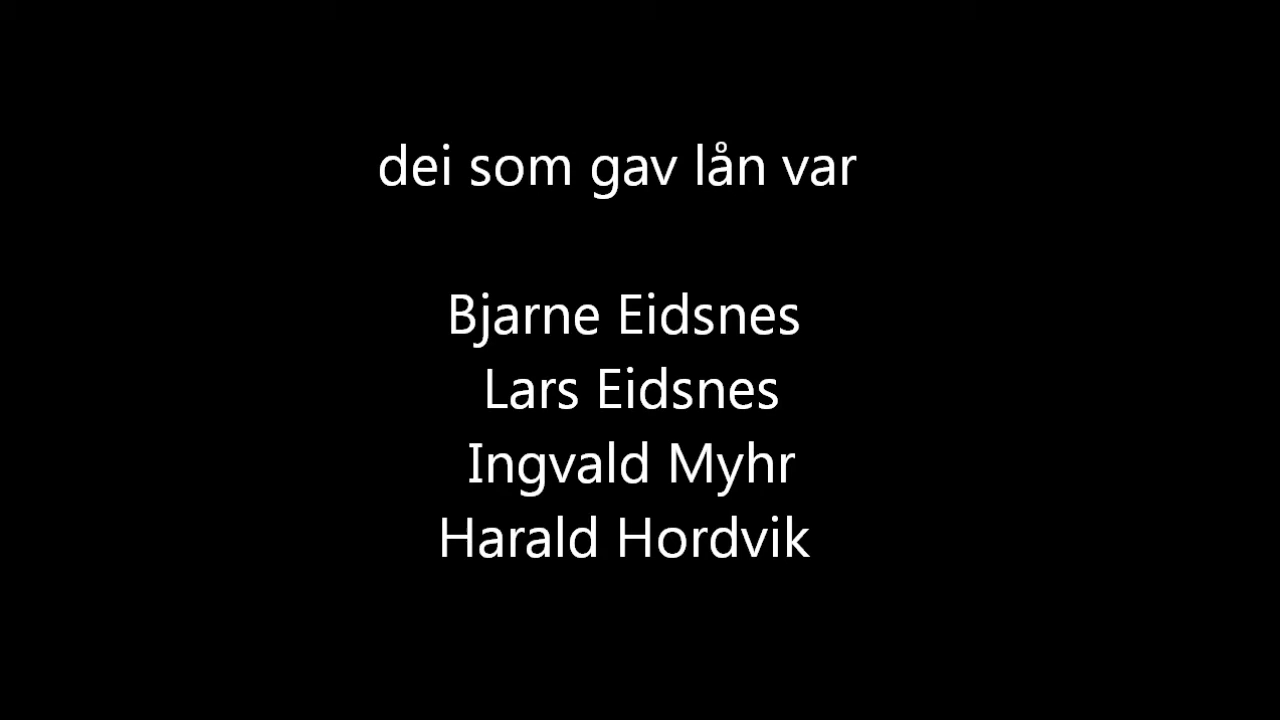 dei som gav lån var
Bjarne Eidsnes
Lars Eidsnes
Ingvald Myhr
Harald Hordvik